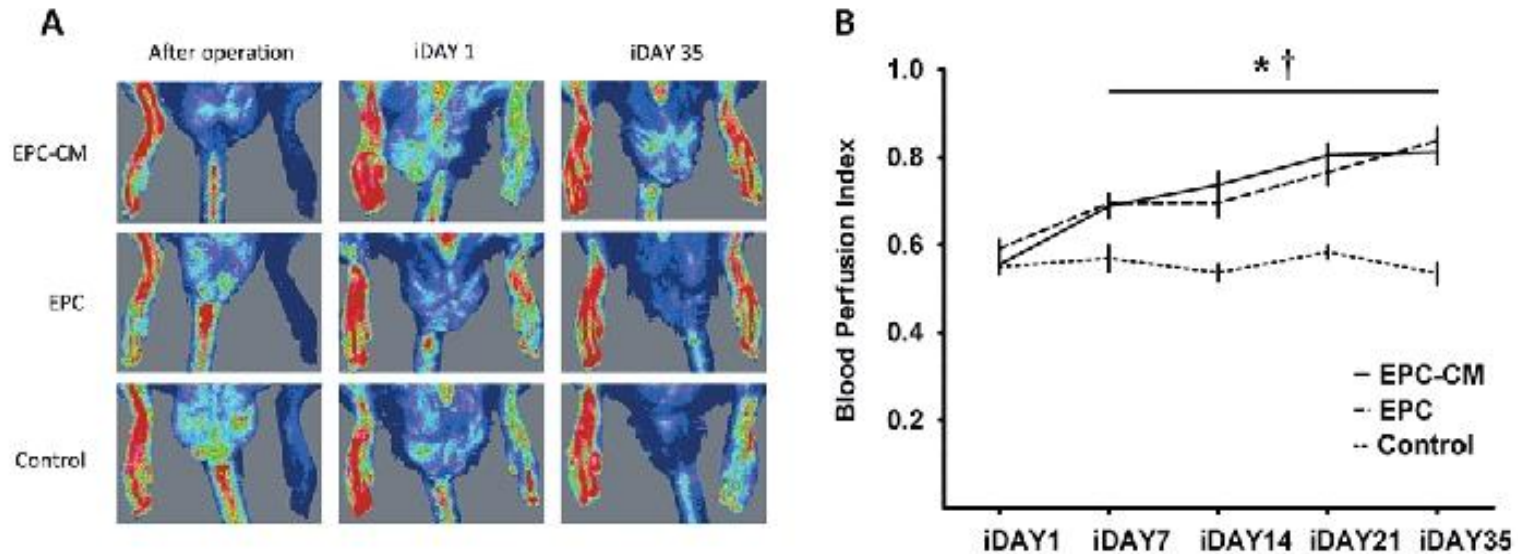 A
After operation
iDAY 1
iDAY 35
EPC-CM
EPC
Control
B
* †
1.0
0.8
0.6
0.4
0.2
Blood Perfusion Index
EPC-CM
EPC
Control
iDAY1
iDAY7
iDAY14
iDAY21
iDAY35